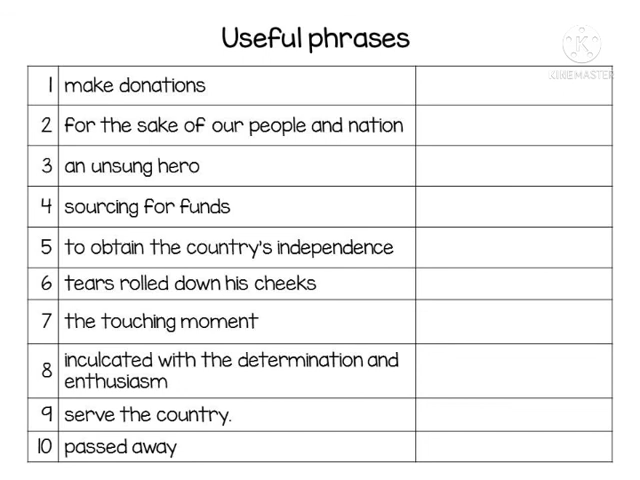 Useful phrases
KINEMASTER
1 make donations
2 for the sake of our people and nation
3 an unsung hero
4 sourcing for funds
5 to obtain the country's independence
6 tears rolled down his cheeks
7 the touching moment
8 inculcated with the determination and
enthusiasm
9 serve the country.
10 passed away